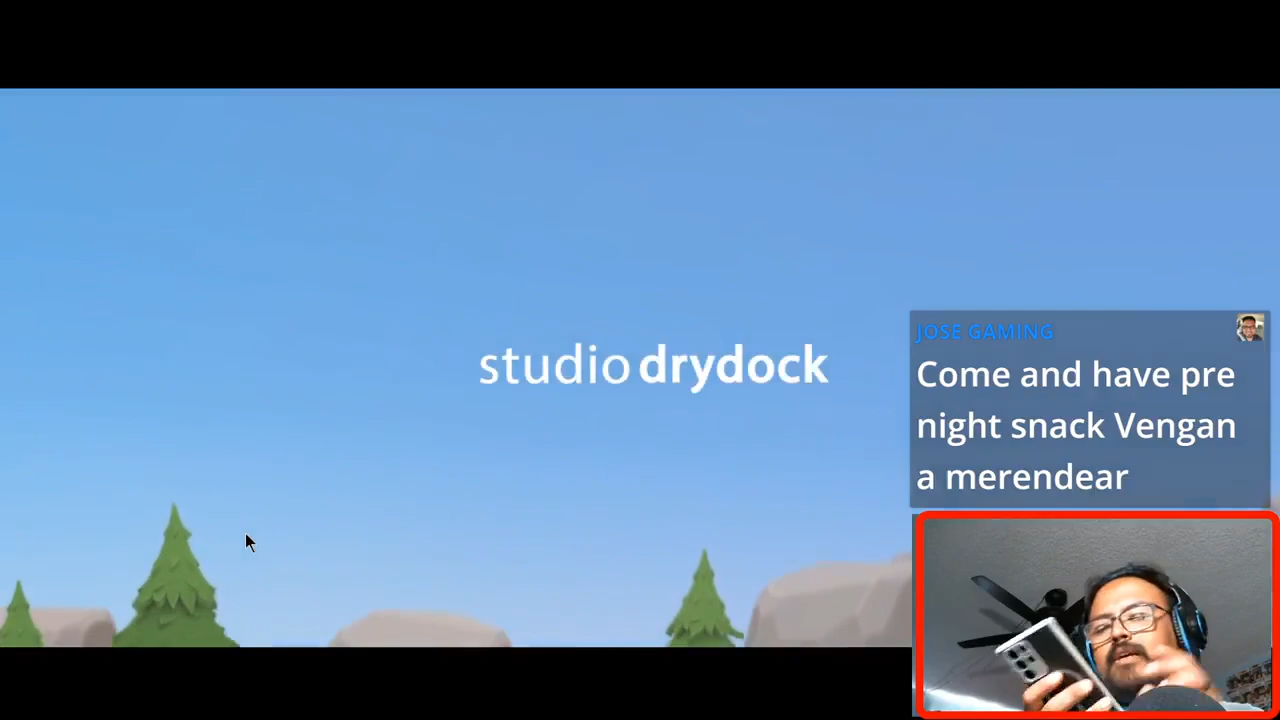 studio drydock
JOSE GAMING
Come and have pre
night snack Vengan
a merendear